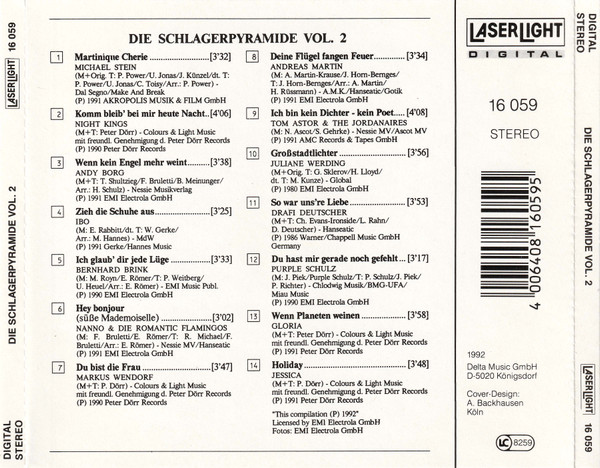 DIE SCHLAGERPYRAMIDE VOL. 2
1 Martinique Cherie [3'32]
MICHAEL STEIN
(M+Orig. T: P. Power/U. Jonas/J. Künzel/dt. T:
P. Power/U. Jonas/C. Toisy/Arr.: P. Power) -
Dal Segno/Make And Break
(P) 1991 AKROPOLIS MUSIK & FILM GmbH
2 Komm bleib' bei mir heute Nacht.. [4'06]
NIGHT KINGS
(M+T: Peter Dörr) - Colours & Light Music
mit freundl. Genehmigung d. Peter Dörr Records
(P) 1990 Peter Dörr Records
3 Wenn kein Engel mehr weint [3'38]
ANDY BORG
(M+T: T. Shultzieg/F. Bruletti/B. Meinunger/
Arr.: H. Schulz) - Nessie Musikverlag
(P) 1991 EMI Electrola GmbH
4 Zieh die Schuhe aus [3'25]
IBO
(M: E. Rabbitt/dt. T: W. Gerke/
Arr.: M. Hannes) - MdW
(P) 1991 Gerke/Hannes Music
5 Ich glaub' dir jede Lüge [3'33]
BERNHARD BRINK
(M: M. Royn/E. Römer/T: P. Weitberg/
U. Heuel/Arr.: E. Römer) - EMI Music Publ.
(P) 1990 EMI Electrola GmbH
6 Hey bonjour
(süße Mademoiselle) [3'02]
NANNO & DIE ROMANTIC FLAMINGOS
(M: F. Bruletti/E. Römer/T: R. Michael/F.
Bruletti/Arr.: E. Römer) - Nessie MV/Hanseatic
(P) 1991 EMI Electrola GmbH
7 Du bist die Frau [3'47]
MARKUS WENDORF
(M+T: P. Dörr) - Colours & Light Music
mit freundl. Genehmigung d. Peter Dörr Records
(P) 1990 Peter Dörr Records
8 Deine Flügel fangen Feuer [3'34]
ANDREAS MARTIN
(M: A. Martin-Krause/J. Horn-Bernges/
T: J. Horn-Bernges/Arr.: A. Martin/
H. Rüssmann) - A.M.K./Hanseatic/Gotik
(P) 1991 EMI Electrola GmbH
9 Ich bin kein Dichter - kein Poet [4'08]
TOM ASTOR & THE JORDANAIRES
(M: N. Ascot/S. Gehrke) - Nessie MV/Ascot MV
(P) 1991 AMC Records & Tapes GmbH
10 Großstadtlichter [3'56]
JULIANE WERDING
(M+Orig. T: G. Sklerov/H. Lloyd/
dt. T: M. Kunze) - Global
(P) 1980 EMI Electrola GmbH
11 So war uns're Liebe [3'53]
DRAFI DEUTSCHER
(M+T: Ch. Evans-Ironside/L. Rahn/
D. Deutscher) - Hanseatic
(P) 1986 Warner/Chappell Music GmbH
Germany
12 Du hast mir gerade noch gefehlt ... [3'17]
PURPLE SCHULZ
(M: J. Piek/Purple Schulz/T: P. Schulz/J. Piek/
P. Richter) - Chlodwig Musik/BMG-UFA/
Miau Music
(P) 1990 EMI Electrola GmbH
13 Wenn Planeten weinen [3'58]
GLORIA
(M+T: Peter Dörr) - Colours & Light Music
mit freundl. Genehmigung d. Peter Dörr Records
(P) 1991 Peter Dörr Records
14 Holiday [3'48]
JESSICA
(M+T: P. Dörr) - Colours & Light Music
mit freundl. Genehmigung d. Peter Dörr Records
(P) 1991 Peter Dörr Records
"This compilation (P) 1992"
Licensed by EMI Electrola GmbH
Fotos: EMI Electrola GmbH
LASERLIGHT
DIGITAL
16 059
STEREO
4 006408 160595
1992
Delta Music GmbH
D-5020 Königsdorf
Cover-Design:
A. Backhausen
Köln
LC 8259
DIGITAL
STEREO
DIE SCHLAGERPYRAMIDE VOL. 2
LASERLIGHT
16 059
DIGITAL
STEREO
DIE SCHLAGERPYRAMIDE VOL. 2
LASERLIGHT
16 059